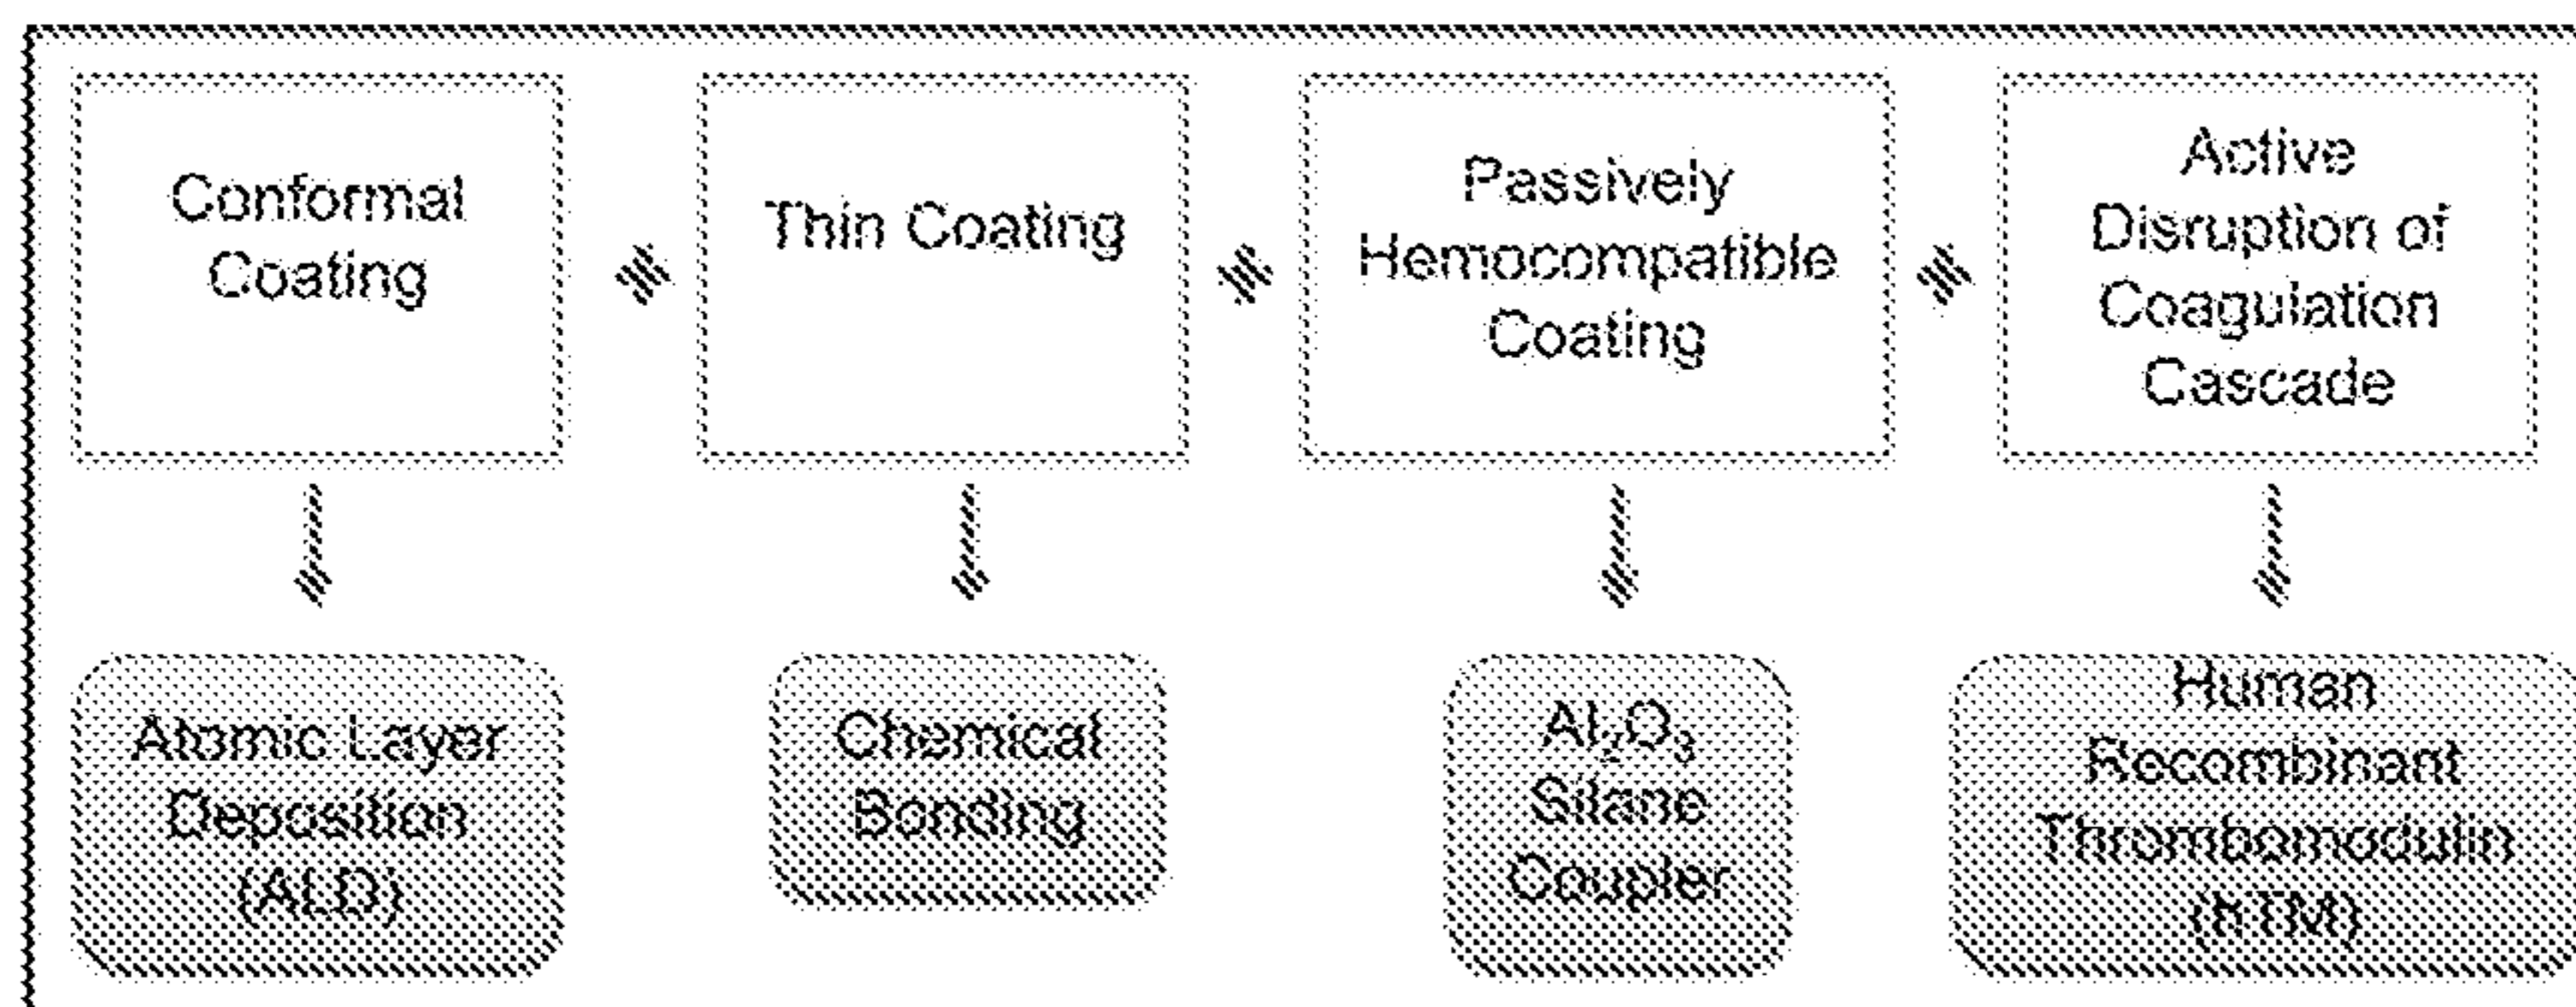 Conformal
Coating
Thin Coating
Passively
Hemocompatible
Coating
Active
Disruption of
Coagulation
Cascade
Atomic Layer
Deposition
(ALD)
Chemical
Bonding
Al₂O₃
Silane
Coupler
Human
Recombinant
Thrombomodulin
(hTM)